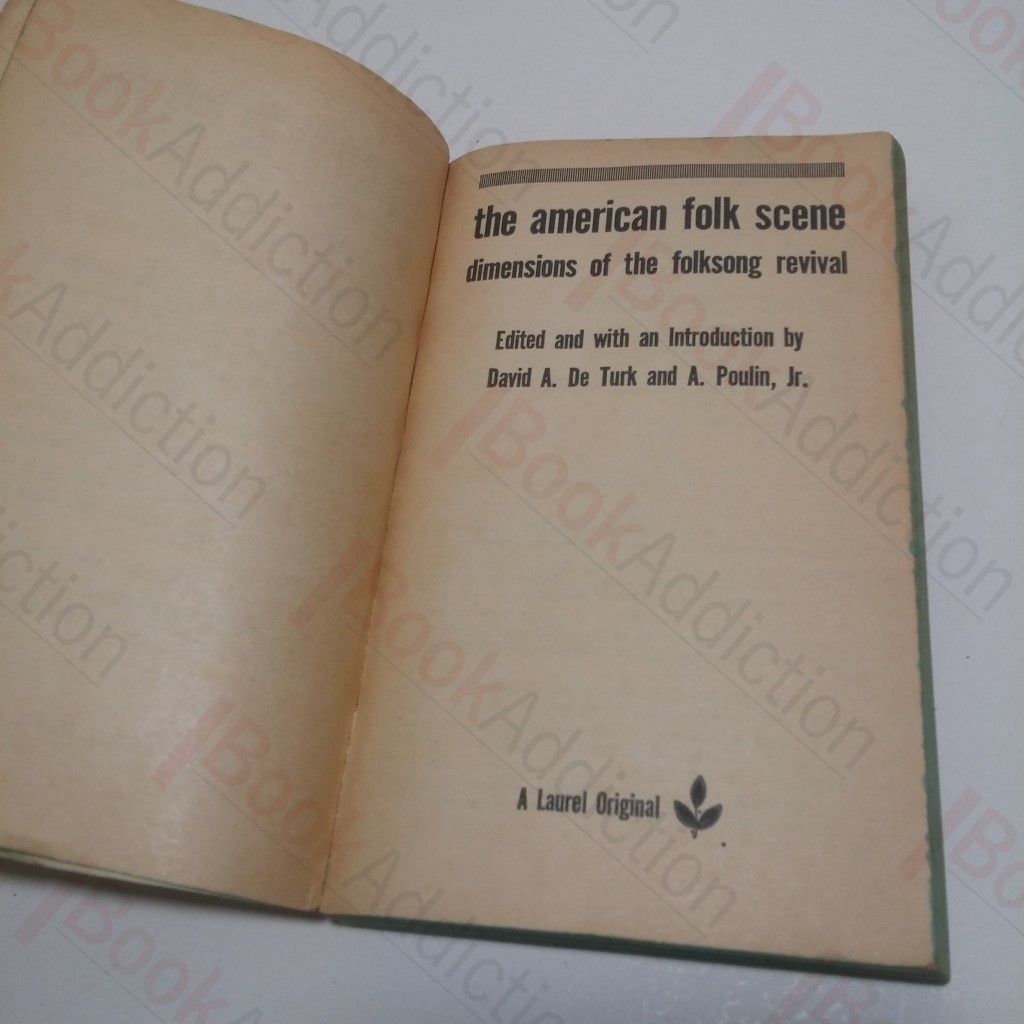 the american folk scene
dimensions of the folksong revival
Edited and with an Introduction by
David A. De Turk and A. Poulin, Jr.
A Laurel Original
BookAddiction